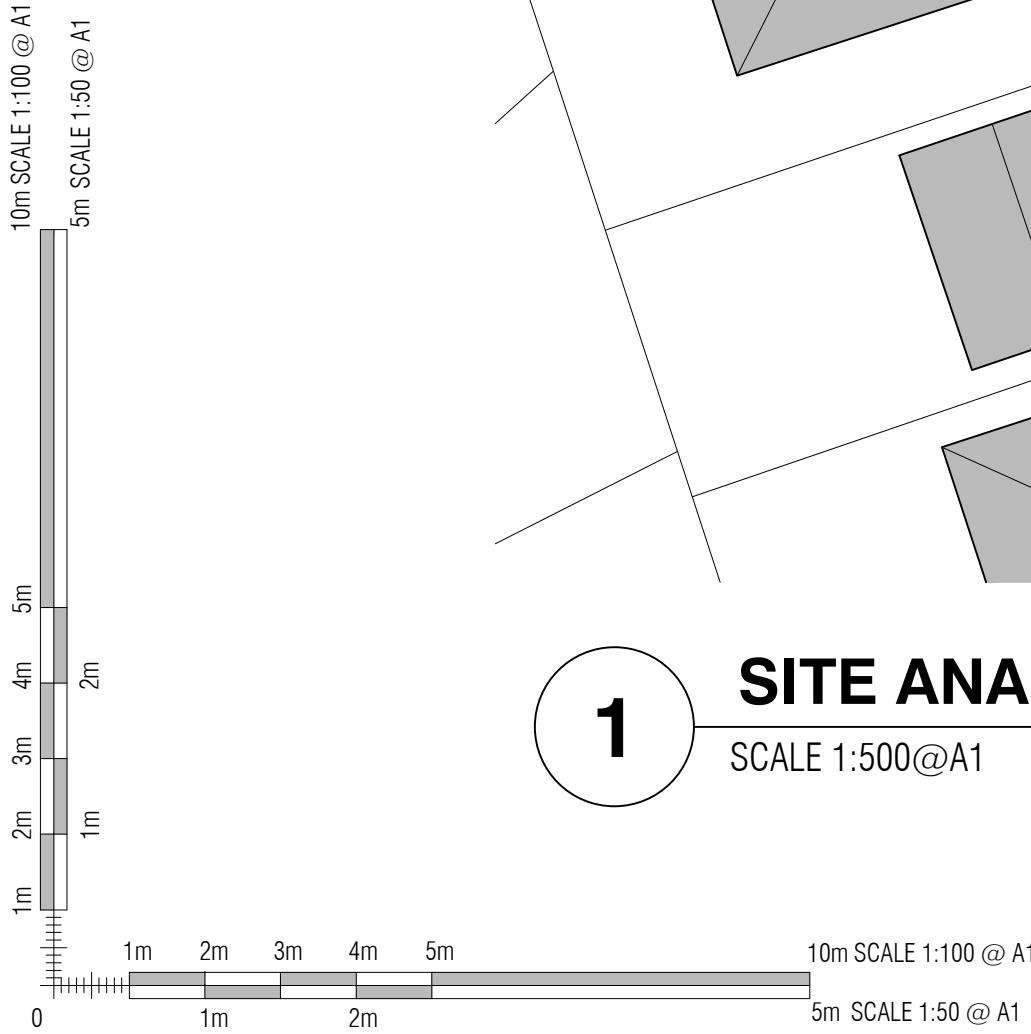 10m SCALE 1:100 @ A1
5m SCALE 1:50 @ A1
5m
4m
3m
2m
1m
2m
1m
1
SITE ANA
SCALE 1:500@A1
1m 2m 3m 4m 5m
10m SCALE 1:100 @ A1
0
1m 2m
5m SCALE 1:50 @ A1